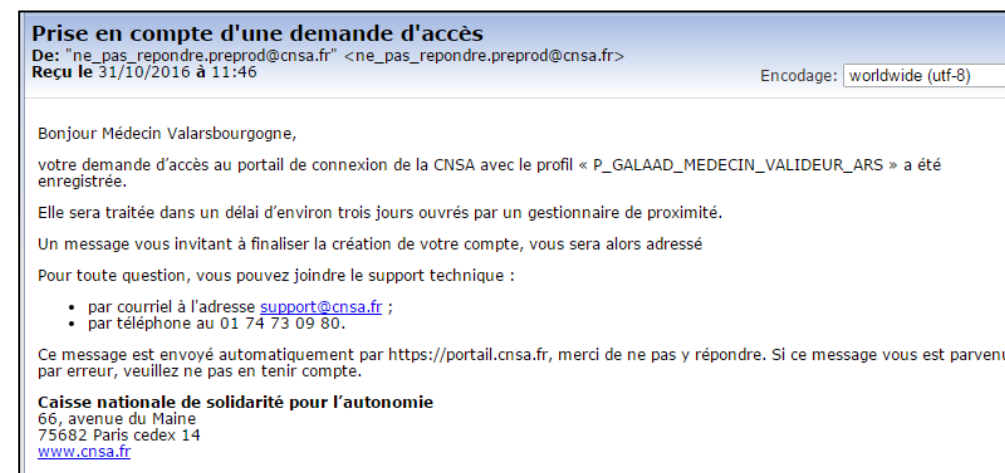 Prise en compte d'une demande d'accès
De: "ne_pas_repondre.preprod@cnsa.fr" <ne_pas_repondre.preprod@cnsa.fr>
Reçu le 31/10/2016 à 11:46
Encodage: worldwide (utf-8)
Bonjour Médecin Valarsbourgogne,
votre demande d’accès au portail de connexion de la CNSA avec le profil « P_GALAAD_MEDECIN_VALIDEUR_ARS » a été
enregistrée.
Elle sera traitée dans un délai d’environ trois jours ouvrés par un gestionnaire de proximité.
Un message vous invitant à finaliser la création de votre compte, vous sera alors adressé
Pour toute question, vous pouvez joindre le support technique :
• par courriel à l'adresse support@cnsa.fr ;
• par téléphone au 01 74 73 09 80.
Ce message est envoyé automatiquement par https://portail.cnsa.fr, merci de ne pas y répondre. Si ce message vous est parvenu
par erreur, veuillez ne pas en tenir compte.
Caisse nationale de solidarité pour l’autonomie
66, avenue du Maine
75682 Paris cedex 14
www.cnsa.fr